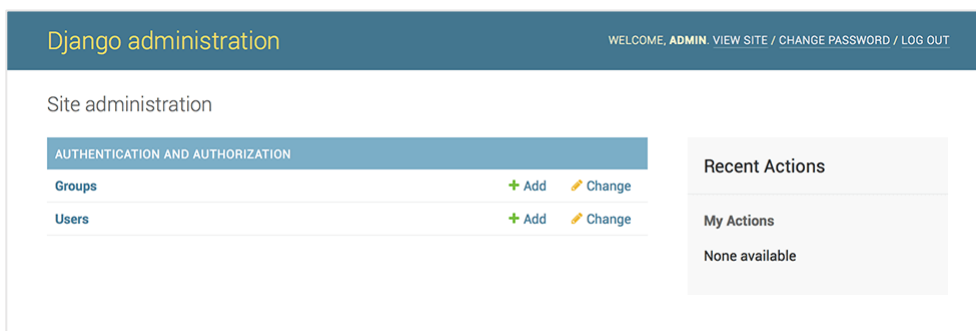 Django administration
WELCOME, ADMIN. VIEW SITE / CHANGE PASSWORD / LOG OUT
Site administration
AUTHENTICATION AND AUTHORIZATION
Groups + Add Change
Users + Add Change
Recent Actions
My Actions
None available